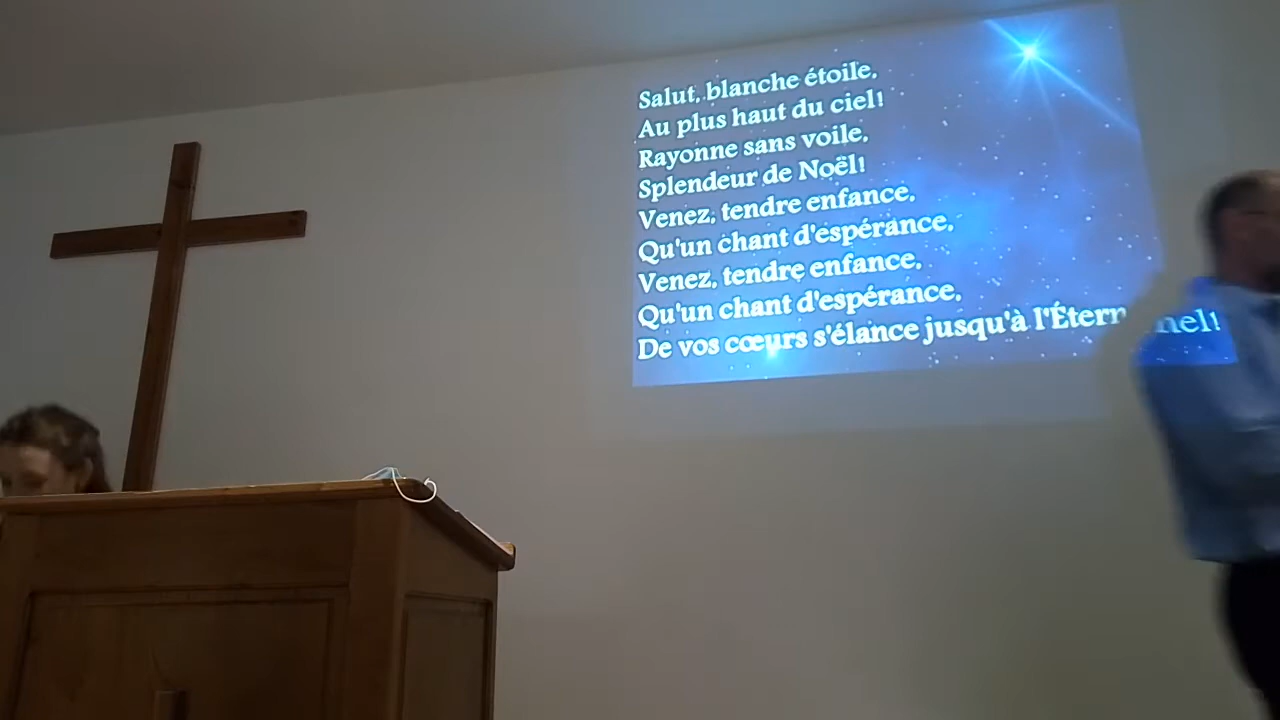 Salut, blanche étoile,
Au plus haut du ciel!
Rayonne sans voile,
Splendeur de Noël!
Venez, tendre enfance,
Qu'un chant d'espérance,
Venez, tendre enfance,
Qu'un chant d'espérance,
De vos cœurs s'élance jusqu'à l'Éternel!